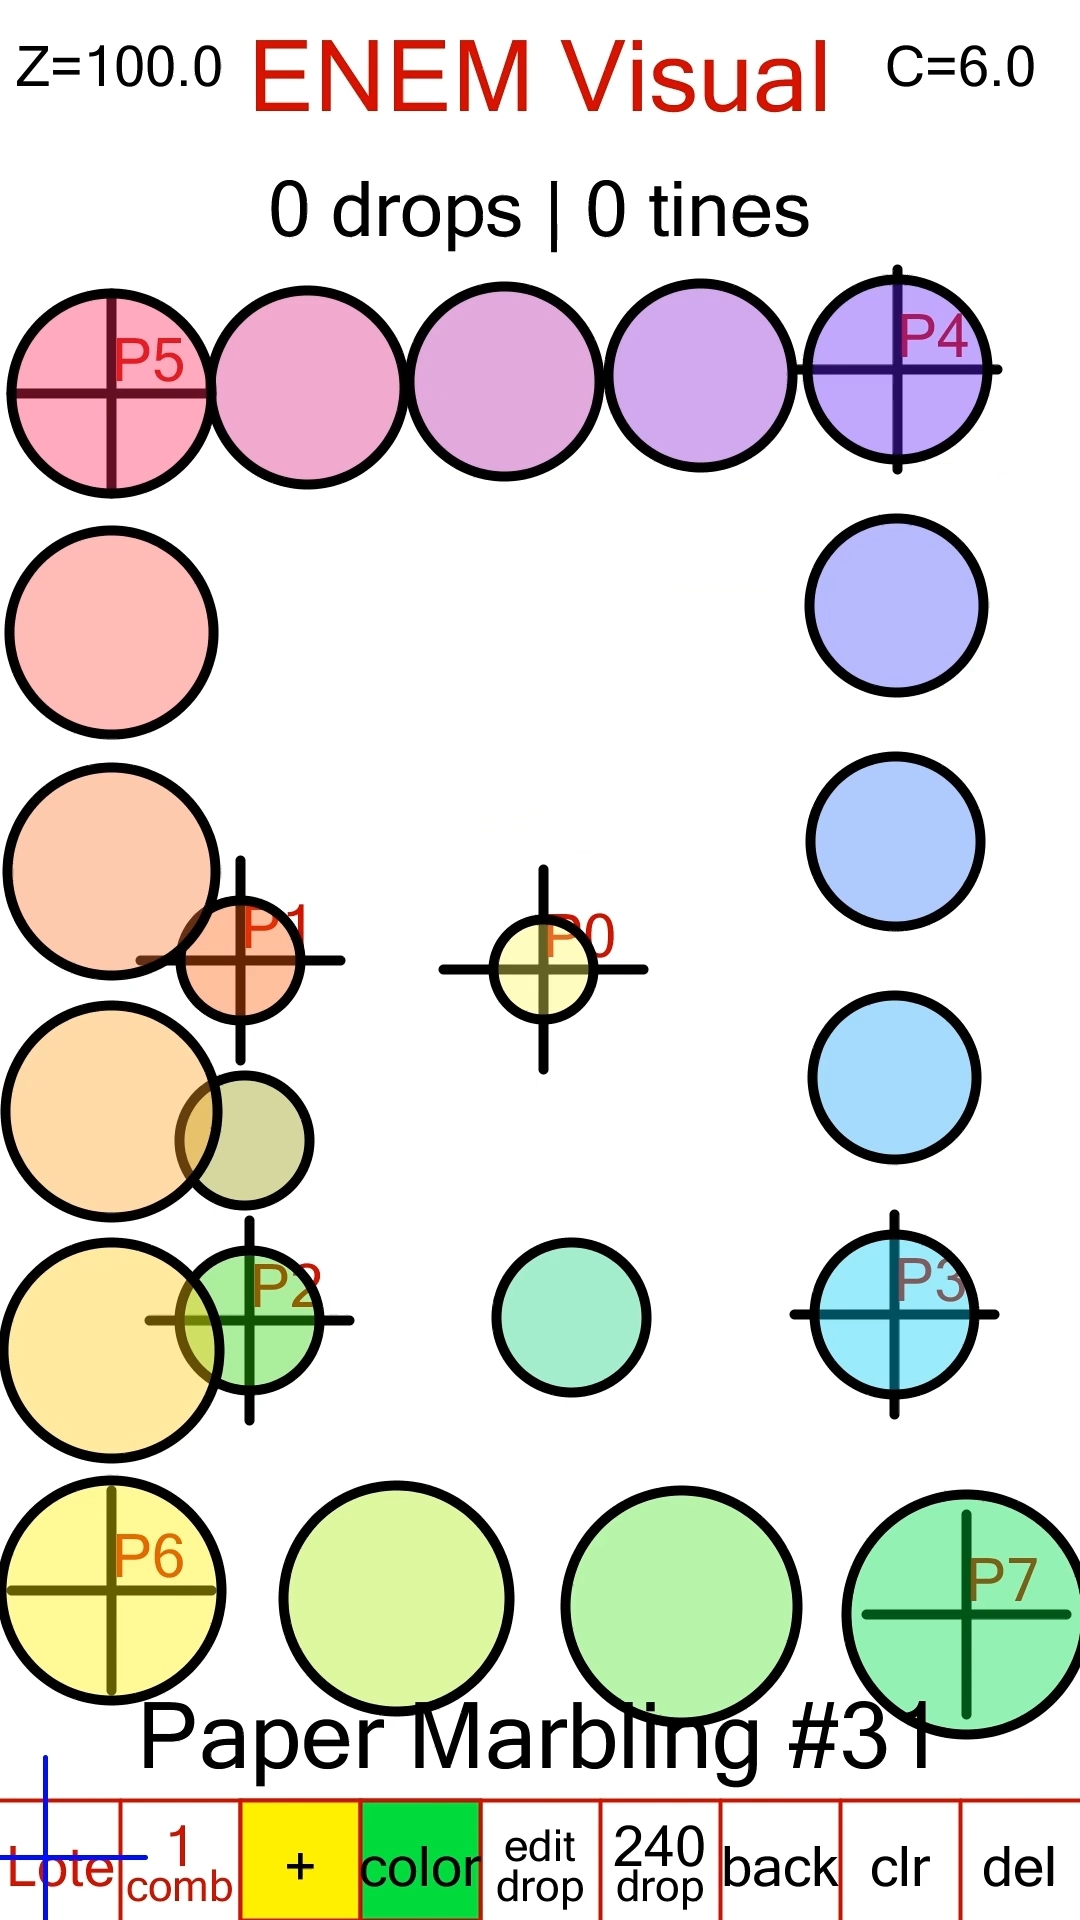 Z=100.0 ENEM Visual C=6.0
0 drops | 0 tines
P5
P4
P1
P0
P2
P3
P6
P7
Paper Marbling #31
Lote 1 comb + color edit drop 240 drop back clr del